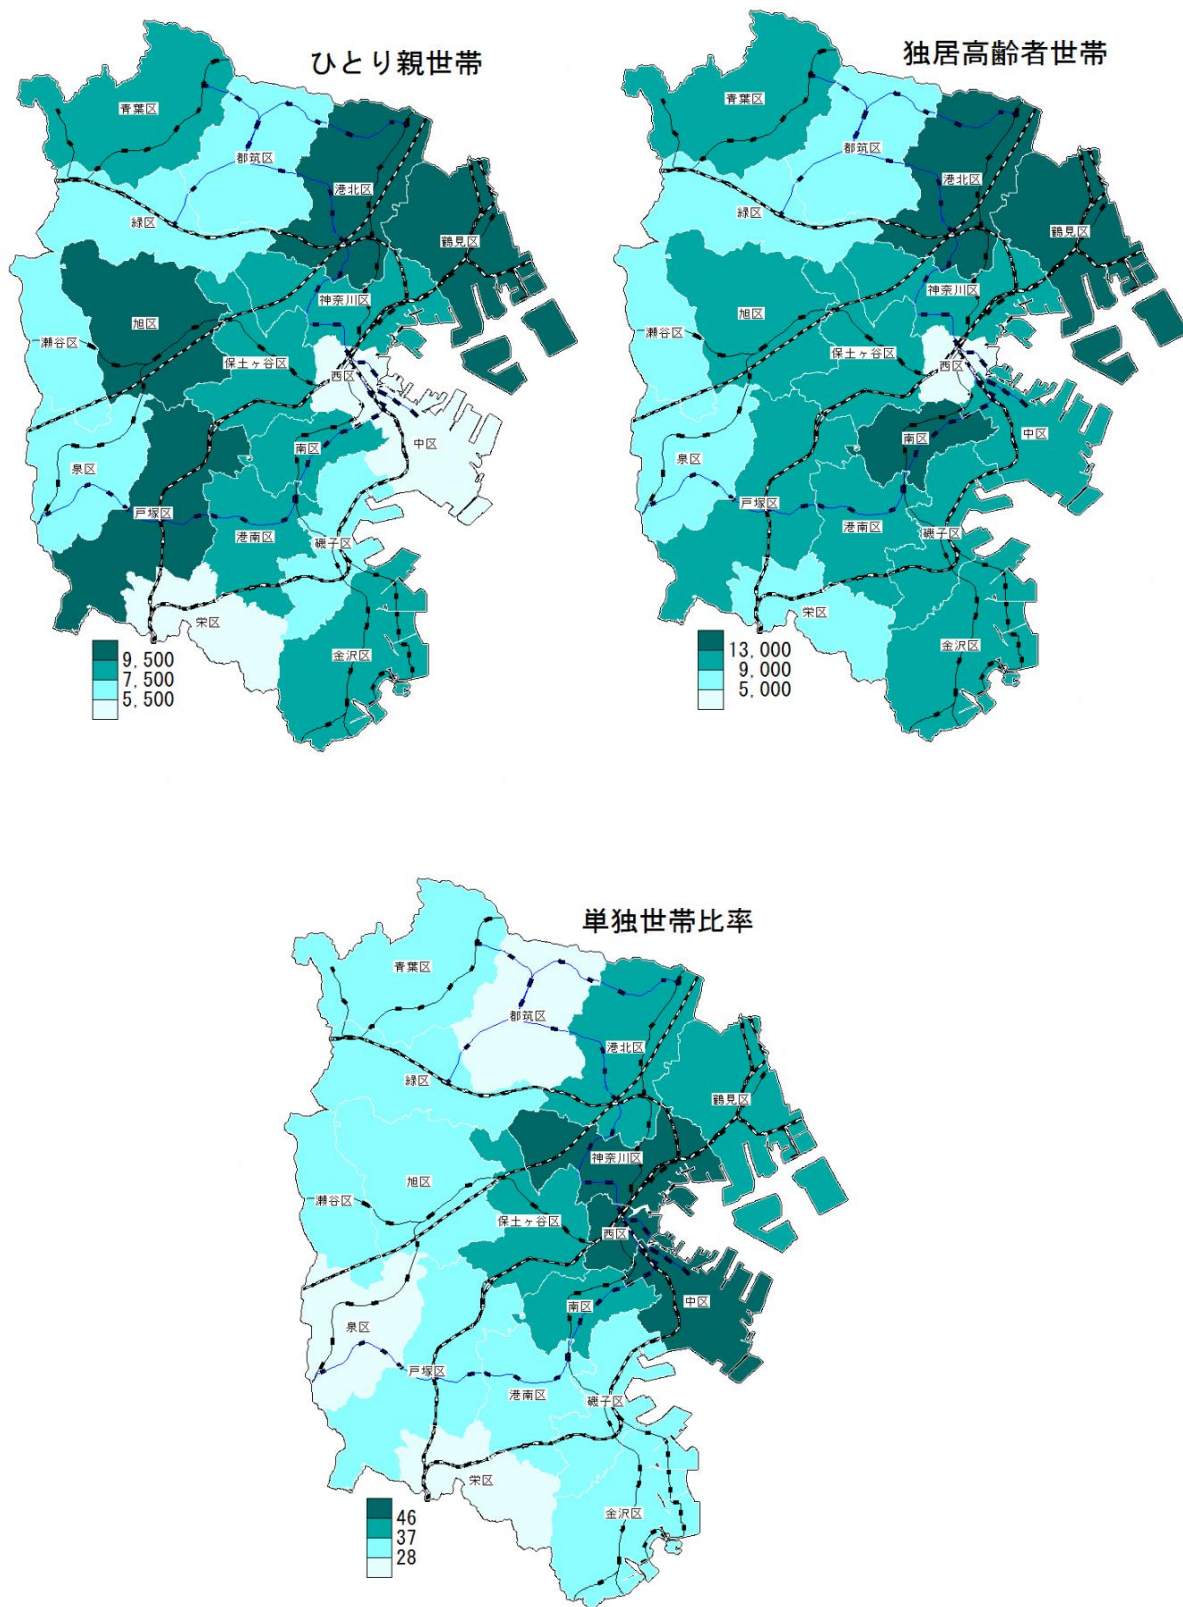 ひとり親世帯
青葉区
都筑区
港北区
緑区
鶴見区
神奈川区
旭区
瀬谷区
保土ヶ谷区
西区
中区
南区
泉区
戸塚区
港南区
磯子区
栄区
金沢区
9,500
7,500
5,500
独居高齢者世帯
青葉区
都筑区
港北区
緑区
鶴見区
神奈川区
旭区
瀬谷区
保土ヶ谷区
西区
中区
南区
泉区
戸塚区
港南区
磯子区
栄区
金沢区
13,000
9,000
5,000
単独世帯比率
青葉区
都筑区
港北区
緑区
鶴見区
神奈川区
旭区
瀬谷区
保土ヶ谷区
西区
中区
南区
泉区
戸塚区
港南区
磯子区
栄区
金沢区
46
37
28